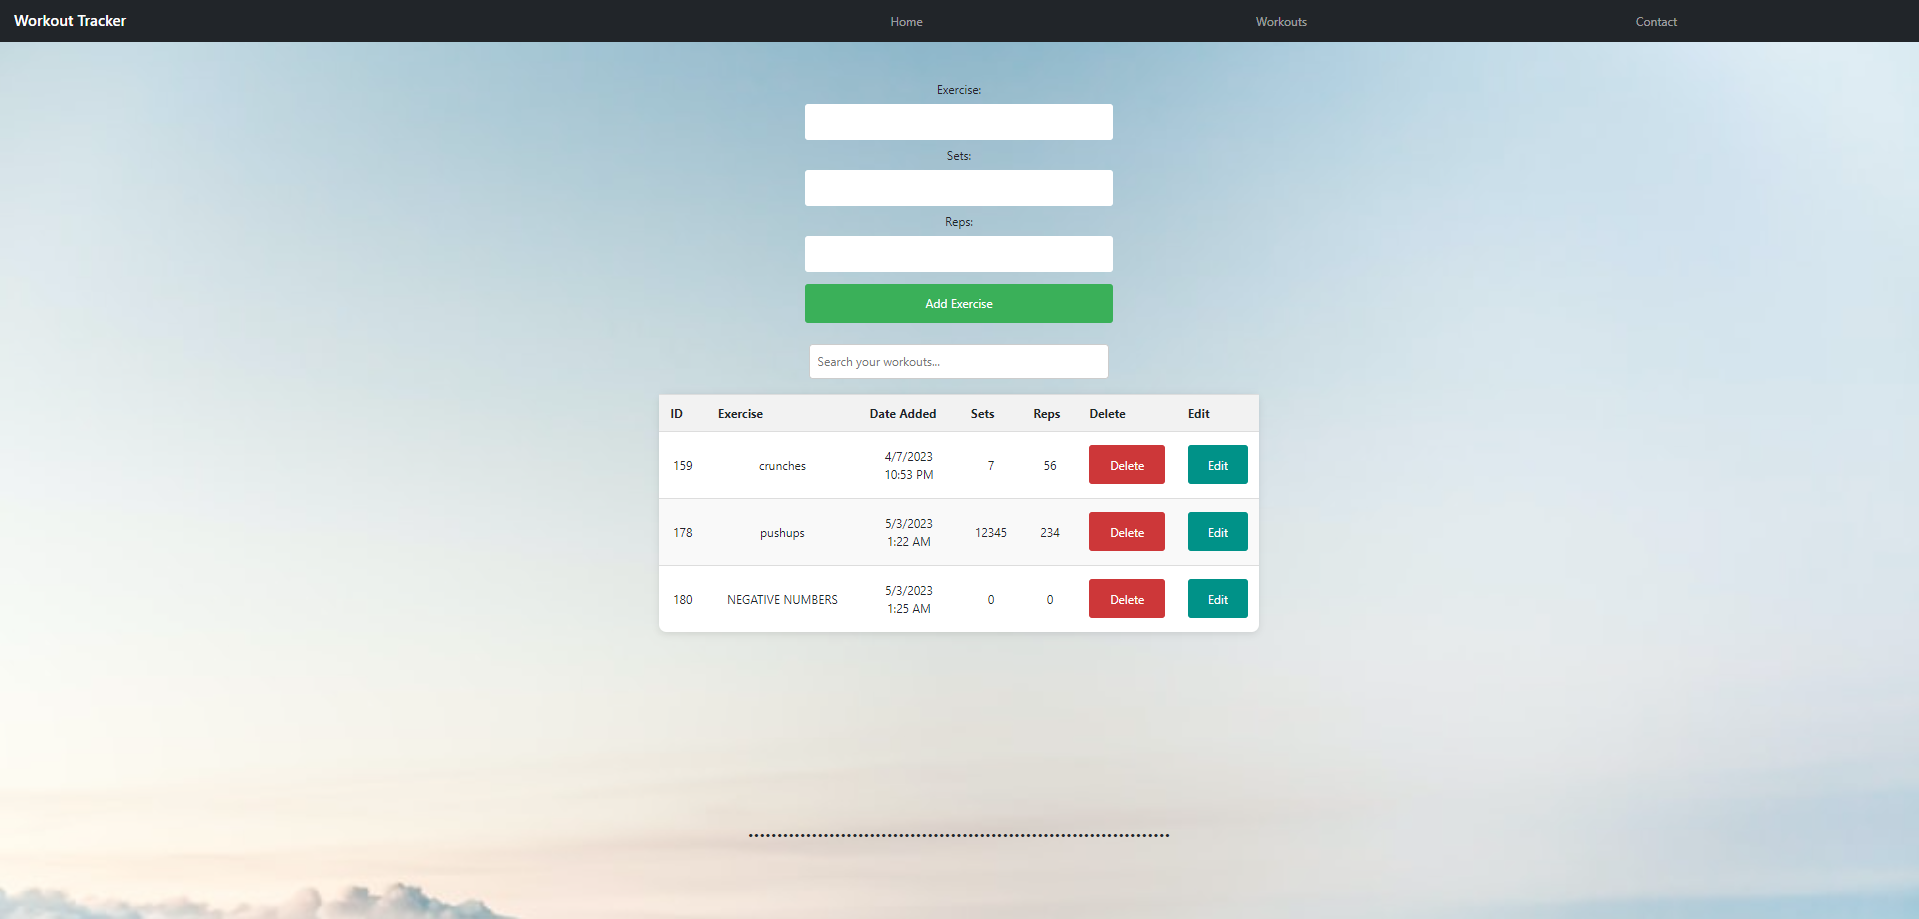 Workout Tracker Home Workouts Contact
Exercise:
Sets:
Reps:
Add Exercise
Search your workouts...
ID Exercise Date Added Sets Reps Delete Edit
159 crunches 4/7/2023 10:53 PM 7 56 Delete Edit
178 pushups 5/3/2023 1:22 AM 12345 234 Delete Edit
180 NEGATIVE NUMBERS 5/3/2023 1:25 AM 0 0 Delete Edit